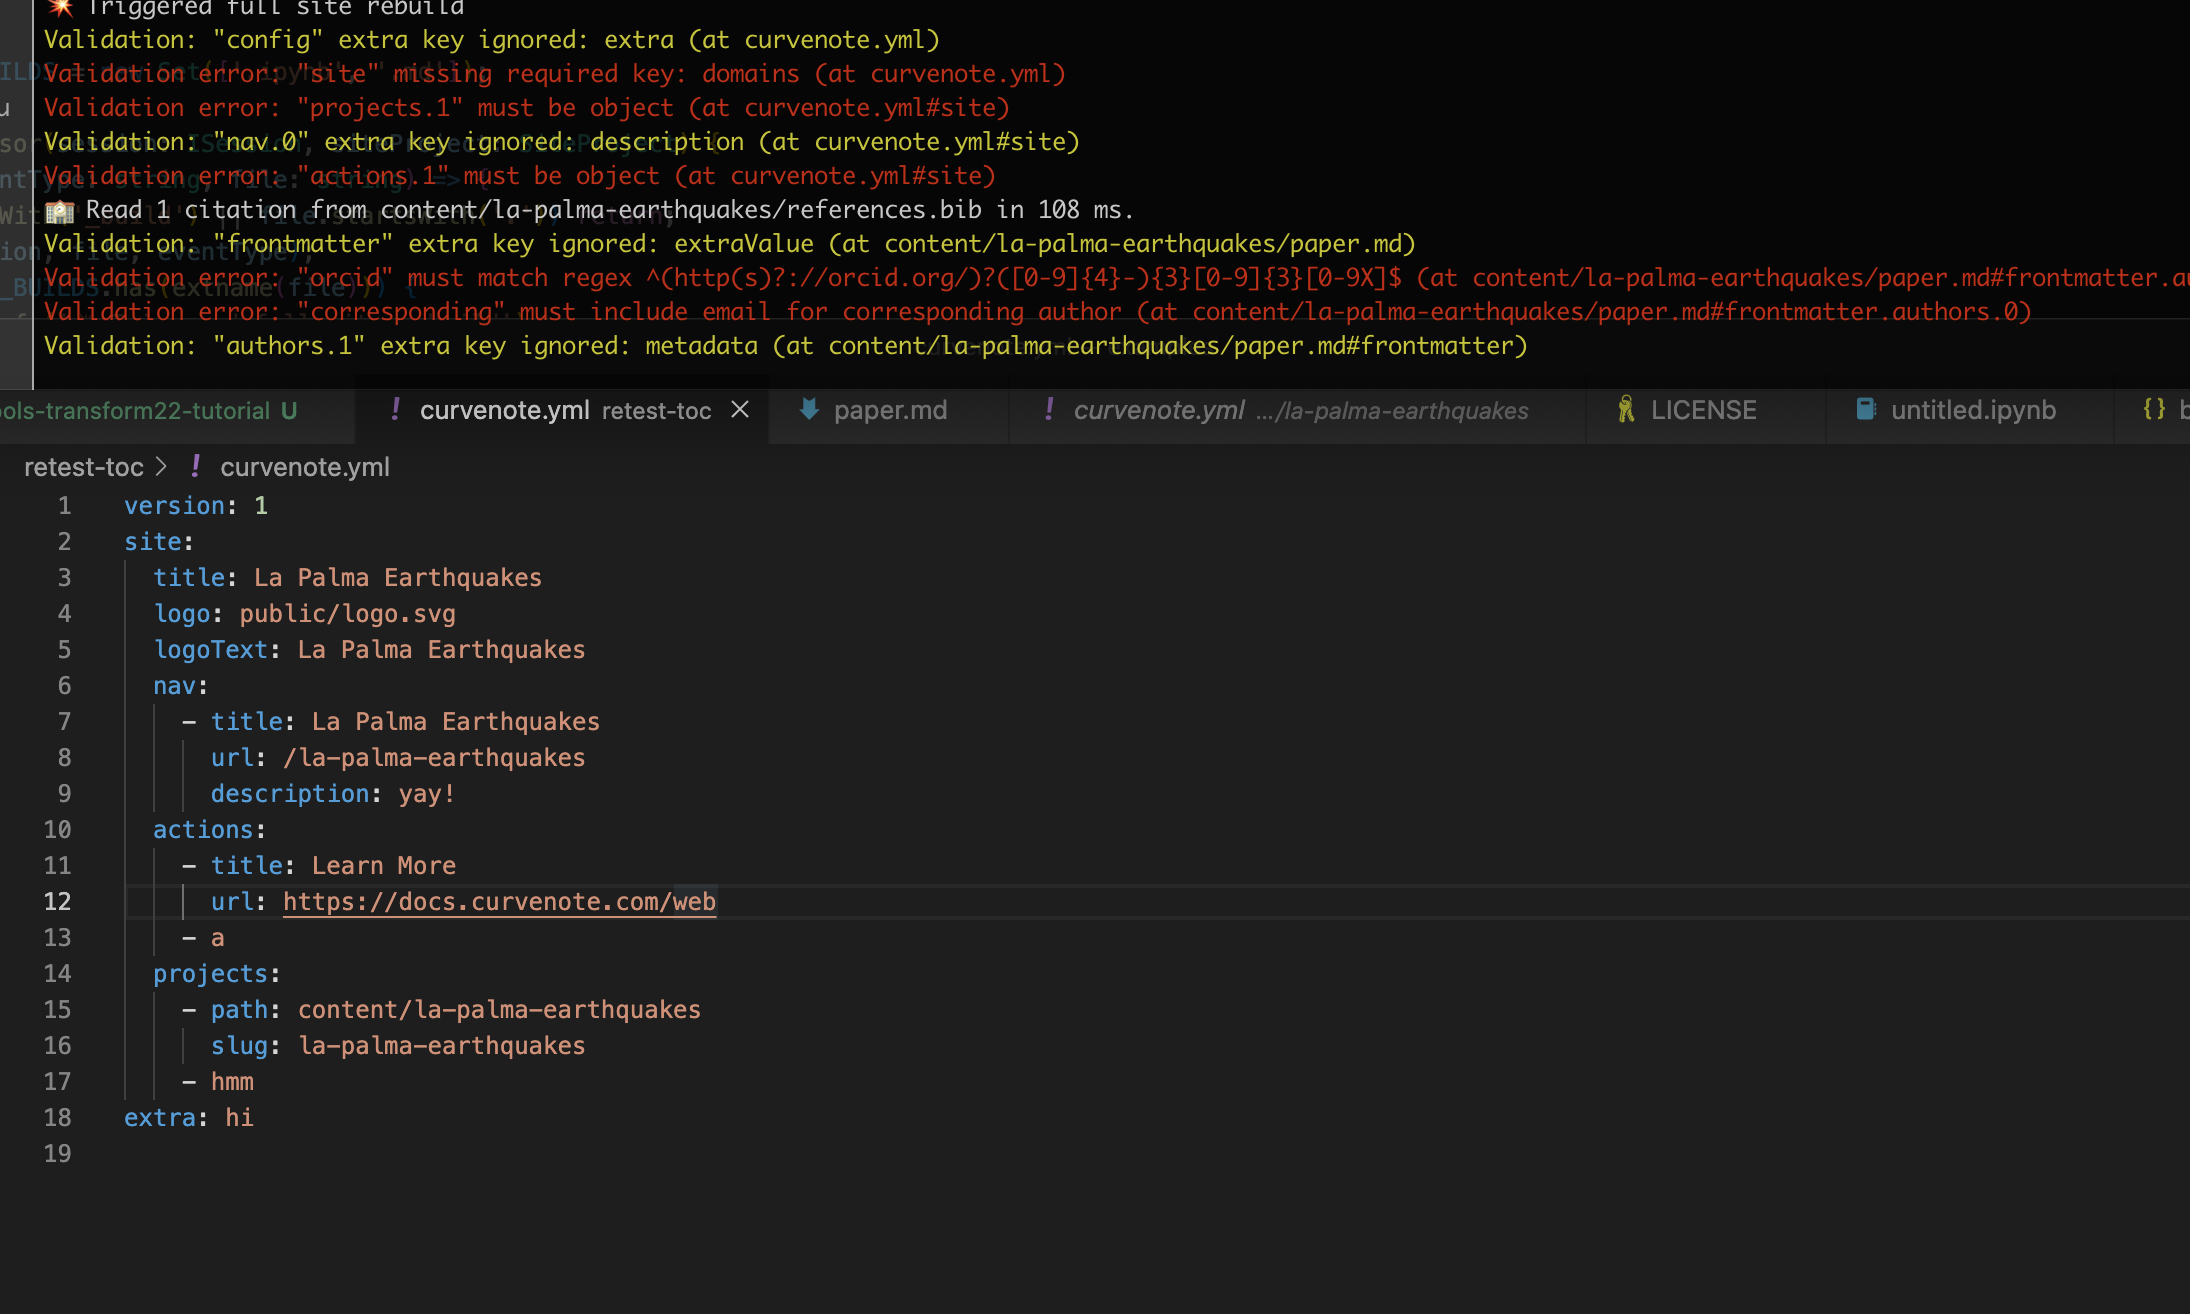 💥 Triggered full site rebuild
Validation: "config" extra key ignored: extra (at curvenote.yml)
Validation error: "site" missing required key: domains (at curvenote.yml)
Validation error: "projects.1" must be object (at curvenote.yml#site)
Validation: "nav.0" extra key ignored: description (at curvenote.yml#site)
Validation error: "actions.1" must be object (at curvenote.yml#site)
🏫 Read 1 citation from content/la-palma-earthquakes/references.bib in 108 ms.
Validation: "frontmatter" extra key ignored: extraValue (at content/la-palma-earthquakes/paper.md)
Validation error: "orcid" must match regex ^(http(s)?://orcid.org/)?([0-9]{4}-){3}[0-9]{3}[0-9X]$ (at content/la-palma-earthquakes/paper.md#frontmatter.au
Validation error: "corresponding" must include email for corresponding author (at content/la-palma-earthquakes/paper.md#frontmatter.authors.0)
Validation: "authors.1" extra key ignored: metadata (at content/la-palma-earthquakes/paper.md#frontmatter)
ols-transform22-tutorial U ! curvenote.yml retest-toc × paper.md ! curvenote.yml .../la-palma-earthquakes LICENSE untitled.ipynb {} b
retest-toc > ! curvenote.yml
1 version: 1
2 site:
3 title: La Palma Earthquakes
4 logo: public/logo.svg
5 logoText: La Palma Earthquakes
6 nav:
7 - title: La Palma Earthquakes
8 url: /la-palma-earthquakes
9 description: yay!
10 actions:
11 - title: Learn More
12 url: https://docs.curvenote.com/web
13 - a
14 projects:
15 - path: content/la-palma-earthquakes
16 slug: la-palma-earthquakes
17 - hmm
18 extra: hi
19